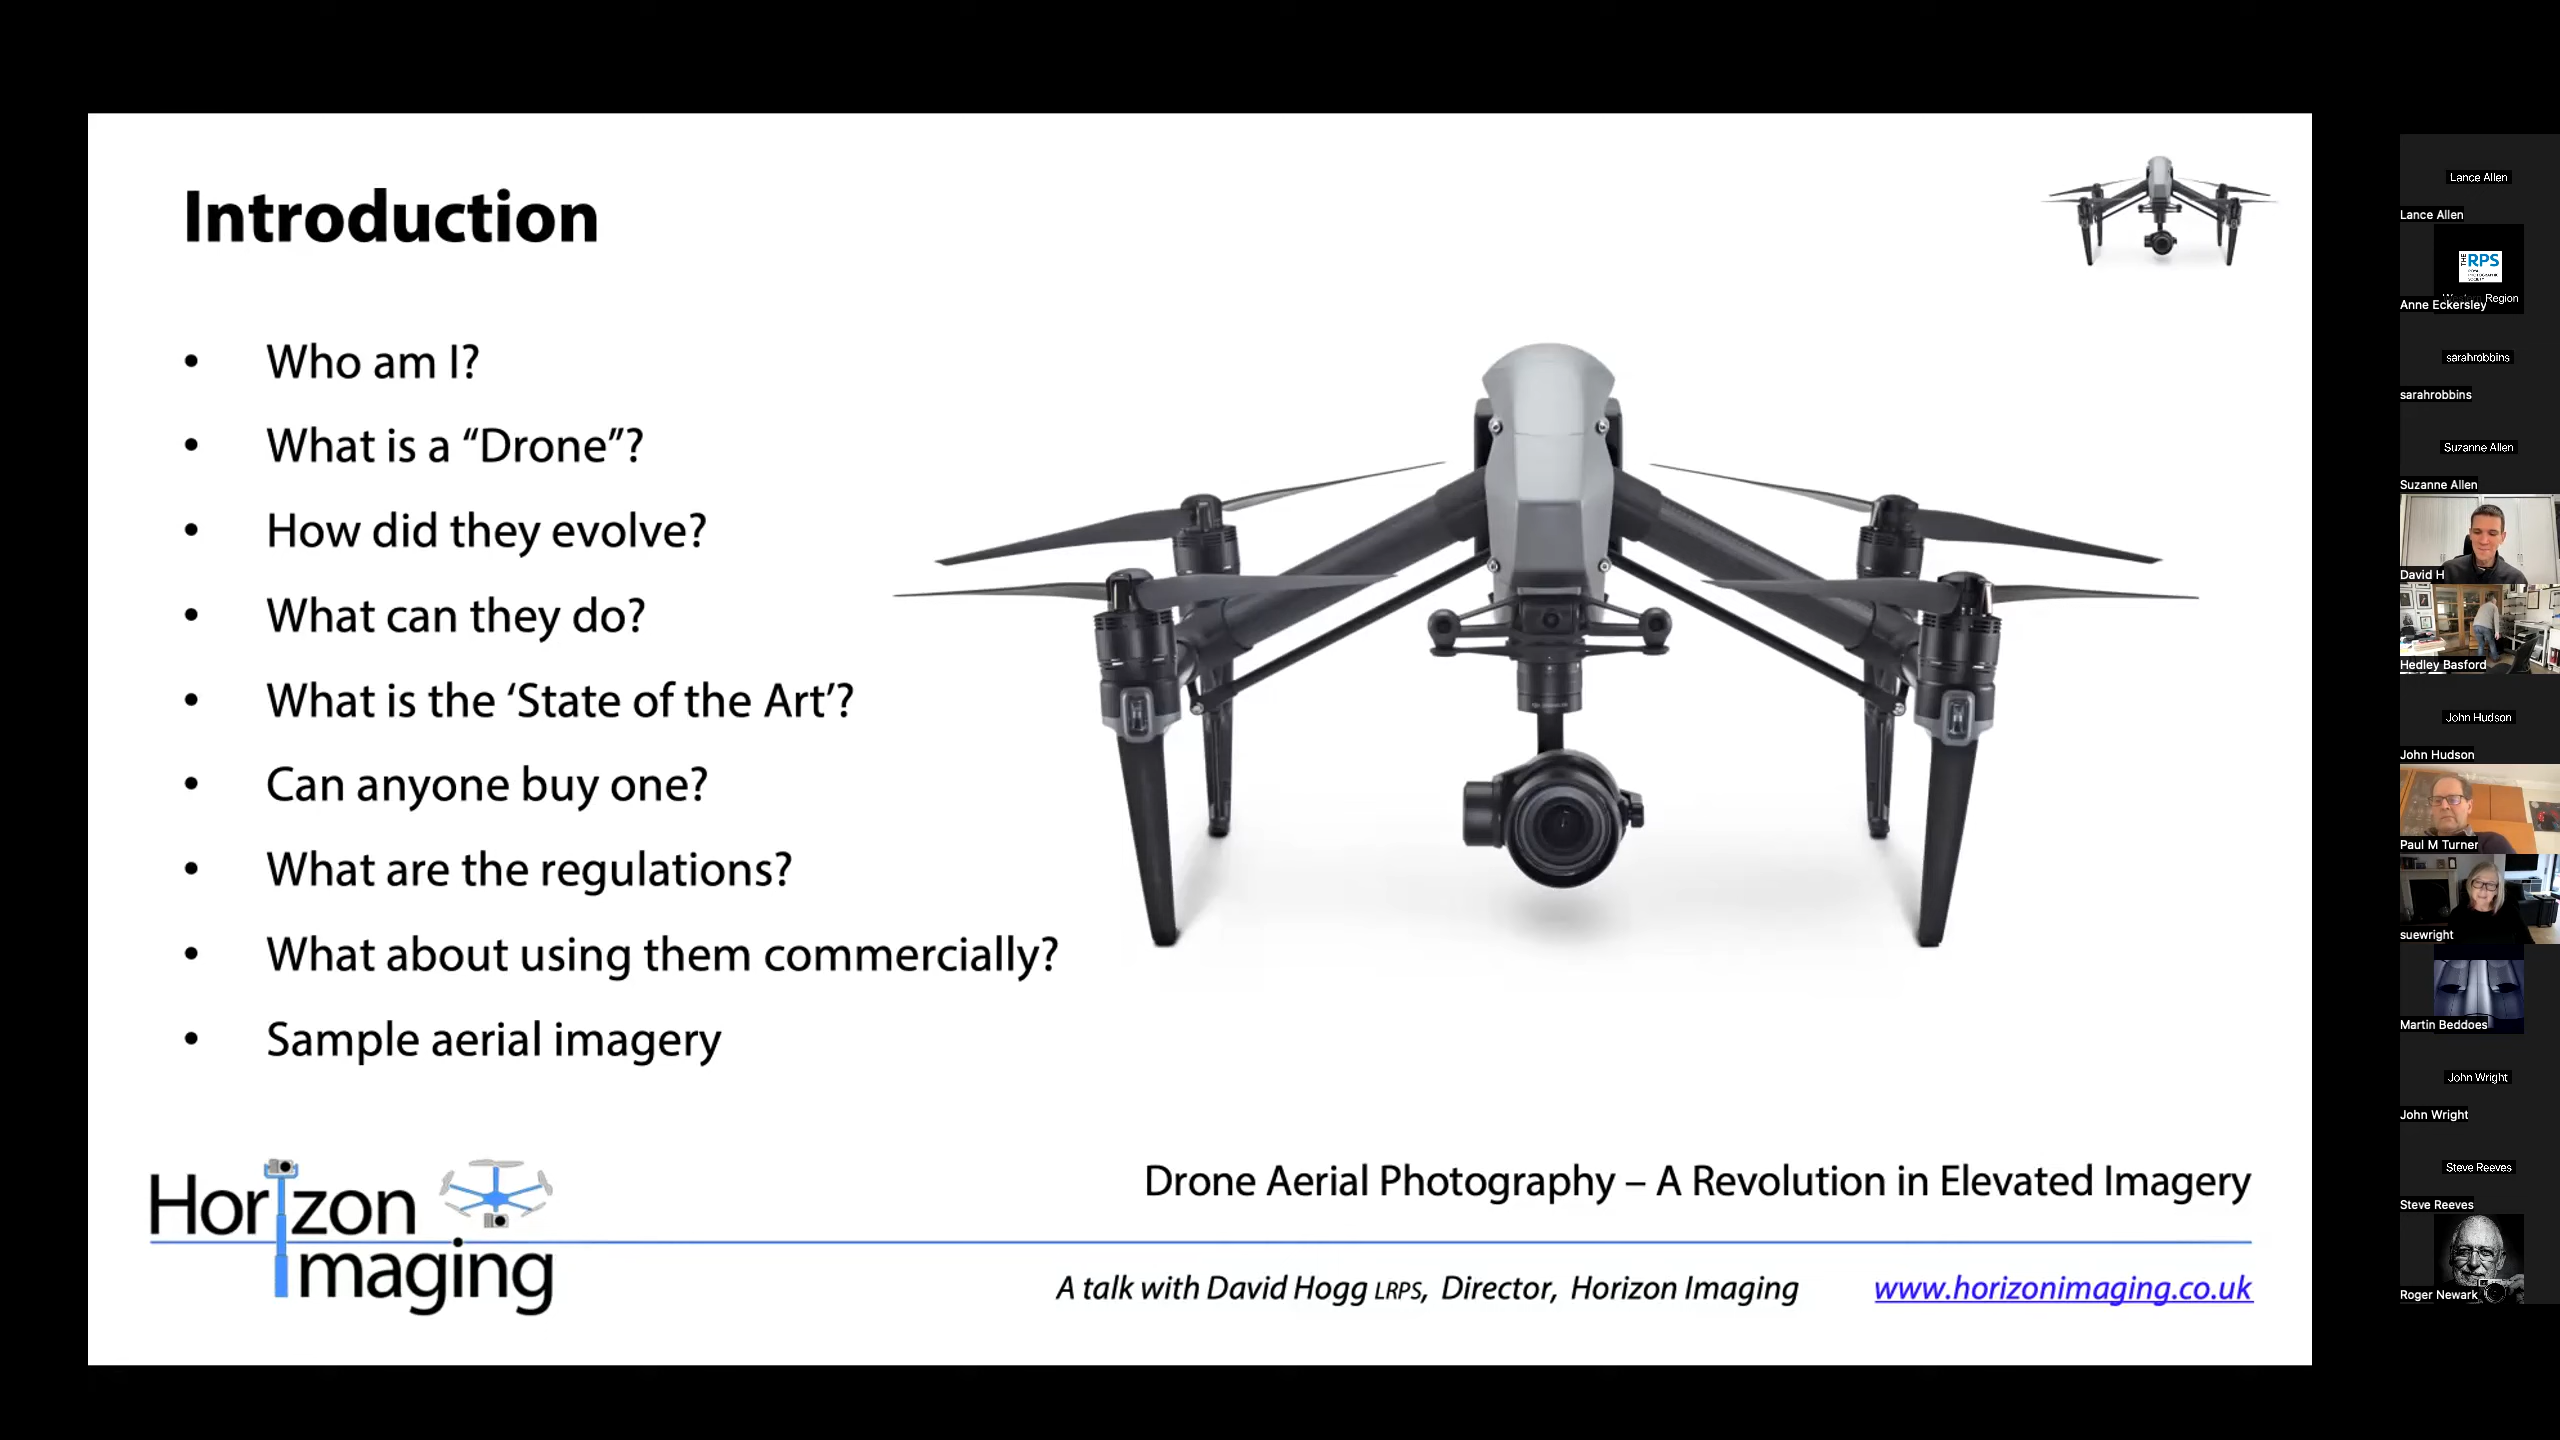 Introduction
• Who am I?
• What is a “Drone”?
• How did they evolve?
• What can they do?
• What is the ‘State of the Art’?
• Can anyone buy one?
• What are the regulations?
• What about using them commercially?
• Sample aerial imagery
Horizon
Imaging
Drone Aerial Photography – A Revolution in Elevated Imagery
A talk with David Hogg LRPS, Director, Horizon Imaging www.horizonimaging.co.uk
Lance Allen
Lance Allen
THE RPS
Region
Anne Eckersley
sarahrobbins
sarahrobbins
Suzanne Allen
Suzanne Allen
David H
Hedley Basford
John Hudson
John Hudson
Paul M Turner
suewright
Martin Beddoes
John Wright
John Wright
Steve Reeves
Steve Reeves
Roger Newark